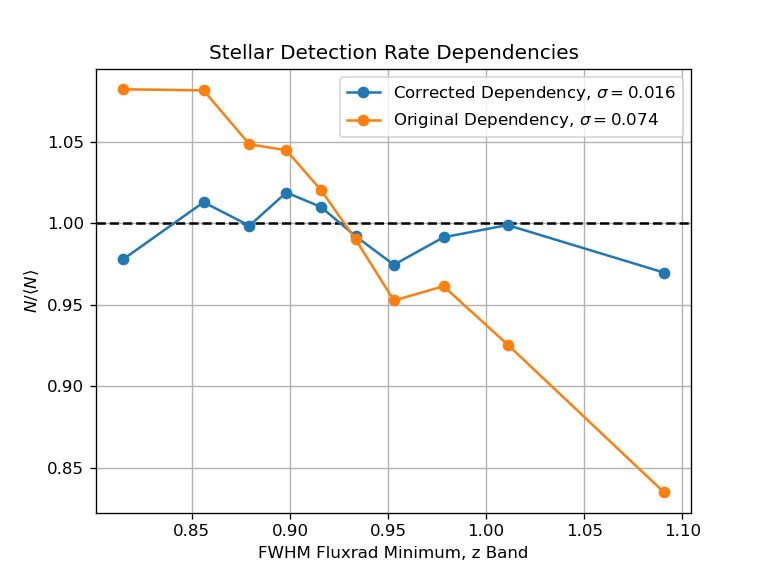 Stellar Detection Rate Dependencies
Corrected Dependency, σ = 0.016
Original Dependency, σ = 0.074
N/⟨N⟩
1.05
1.00
0.95
0.90
0.85
0.85 0.90 0.95 1.00 1.05 1.10
FWHM Fluxrad Minimum, z Band